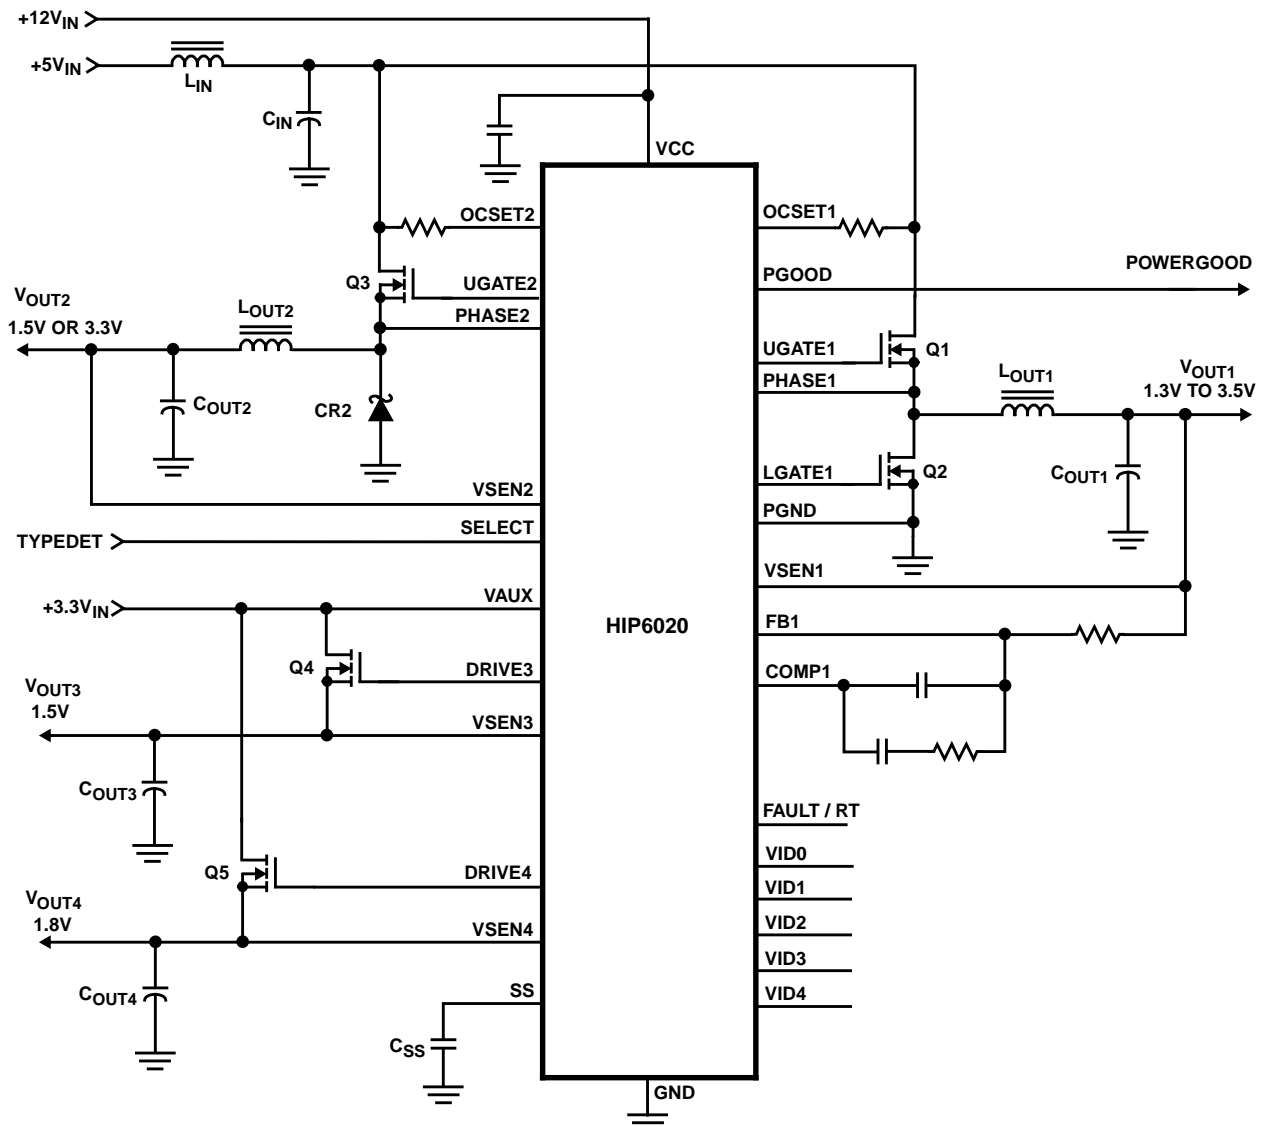 +12VIN
+5VIN
LIN
CIN
VCC
OCSET2
OCSET1
Q3
UGATE2
PGOOD
POWERGOOD
VOUT2
1.5V OR 3.3V
LOUT2
PHASE2
UGATE1
Q1
PHASE1
LOUT1
VOUT1
1.3V TO 3.5V
COUT2
CR2
LGATE1
Q2
COUT1
VSEN2
PGND
SELECT
TYPEDET
VSEN1
+3.3VIN
VAUX
HIP6020
FB1
Q4
DRIVE3
COMP1
VOUT3
1.5V
VSEN3
COUT3
FAULT / RT
VID0
Q5
DRIVE4
VID1
VOUT4
1.8V
VSEN4
VID2
VID3
COUT4
SS
VID4
CSS
GND